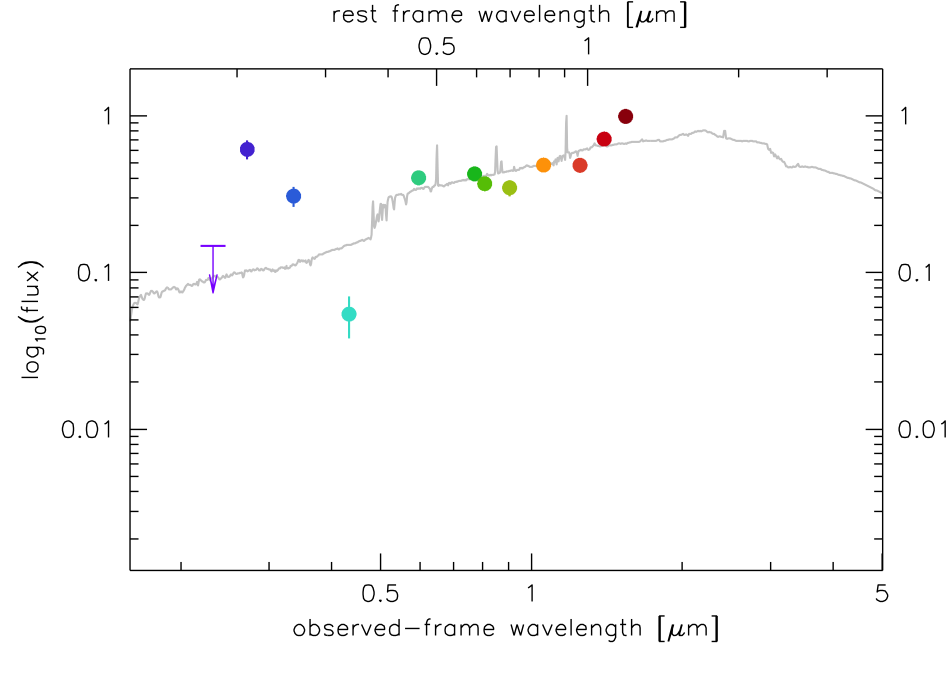 rest frame wavelength [μm]
0.5 1
1 1
0.1 0.1
log10(flux)
0.01 0.01
0.5 1 5
observed-frame wavelength [μm]